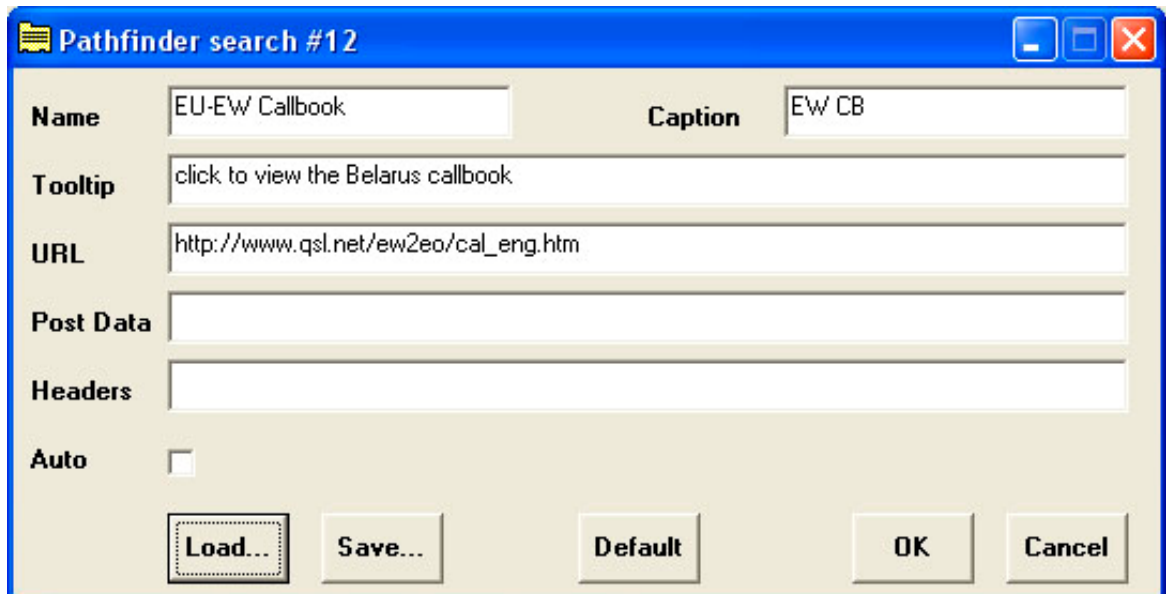 Pathfinder search #12
Name EU-EW Callbook Caption EW CB
Tooltip click to view the Belarus callbook
URL http://www.qsl.net/ew2eo/cal_eng.htm
Post Data
Headers
Auto
Load... Save... Default OK Cancel